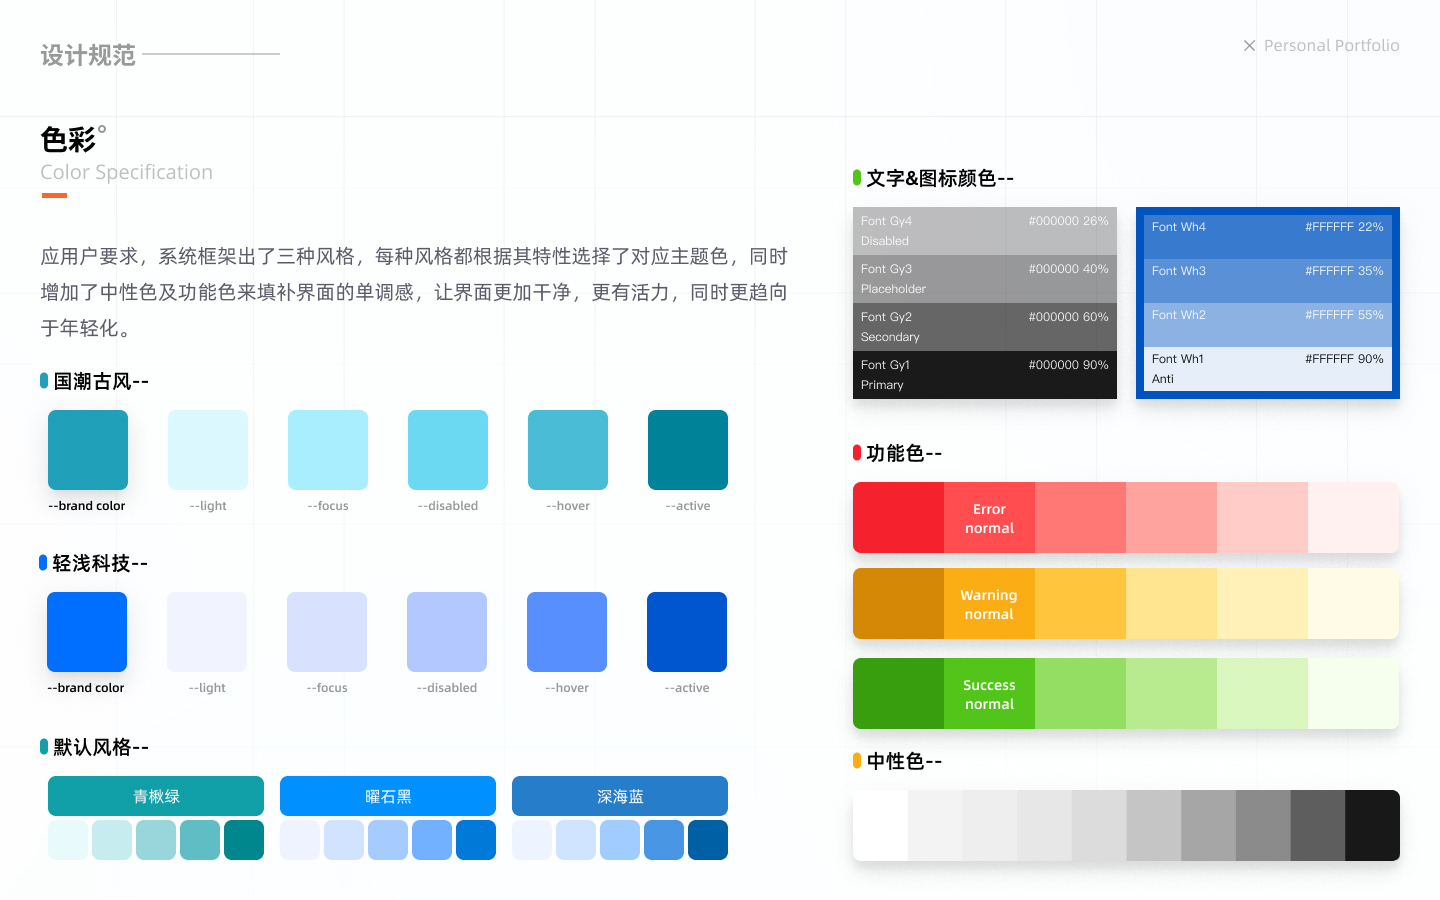 设计规范
Personal Portfolio
色彩°
Color Specification
应用户要求，系统框架出了三种风格，每种风格都根据其特性选择了对应主题色，同时
增加了中性色及功能色来填补界面的单调感，让界面更加干净，更有活力，同时更趋向
于年轻化。
国潮古风--
--brand color
--light
--focus
--disabled
--hover
--active
轻浅科技--
--brand color
--light
--focus
--disabled
--hover
--active
默认风格--
青楸绿
曜石黑
深海蓝
文字&图标颜色--
Font Gy4 #000000 26%
Disabled
Font Gy3 #000000 40%
Placeholder
Font Gy2 #000000 60%
Secondary
Font Gy1 #000000 90%
Primary
Font Wh4 #FFFFFF 22%
Font Wh3 #FFFFFF 35%
Font Wh2 #FFFFFF 55%
Font Wh1 #FFFFFF 90%
Anti
功能色--
Error
normal
Warning
normal
Success
normal
中性色--